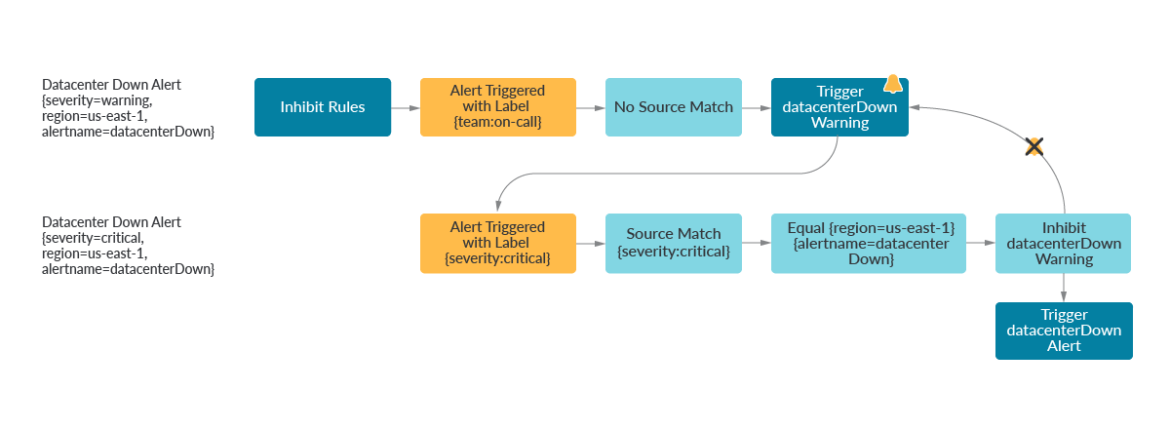 Datacenter Down Alert
{severity=warning,
region=us-east-1,
alertname=datacenterDown}
Inhibit Rules
Alert Triggered
with Label
{team:on-call}
No Source Match
Trigger
datacenterDown
Warning
Datacenter Down Alert
{severity=critical,
region=us-east-1,
alertname=datacenterDown}
Alert Triggered
with Label
{severity:critical}
Source Match
{severity:critical}
Equal {region=us-east-1}
{alertname=datacenter
Down}
Inhibit
datacenterDown
Warning
Trigger
datacenterDown
Alert